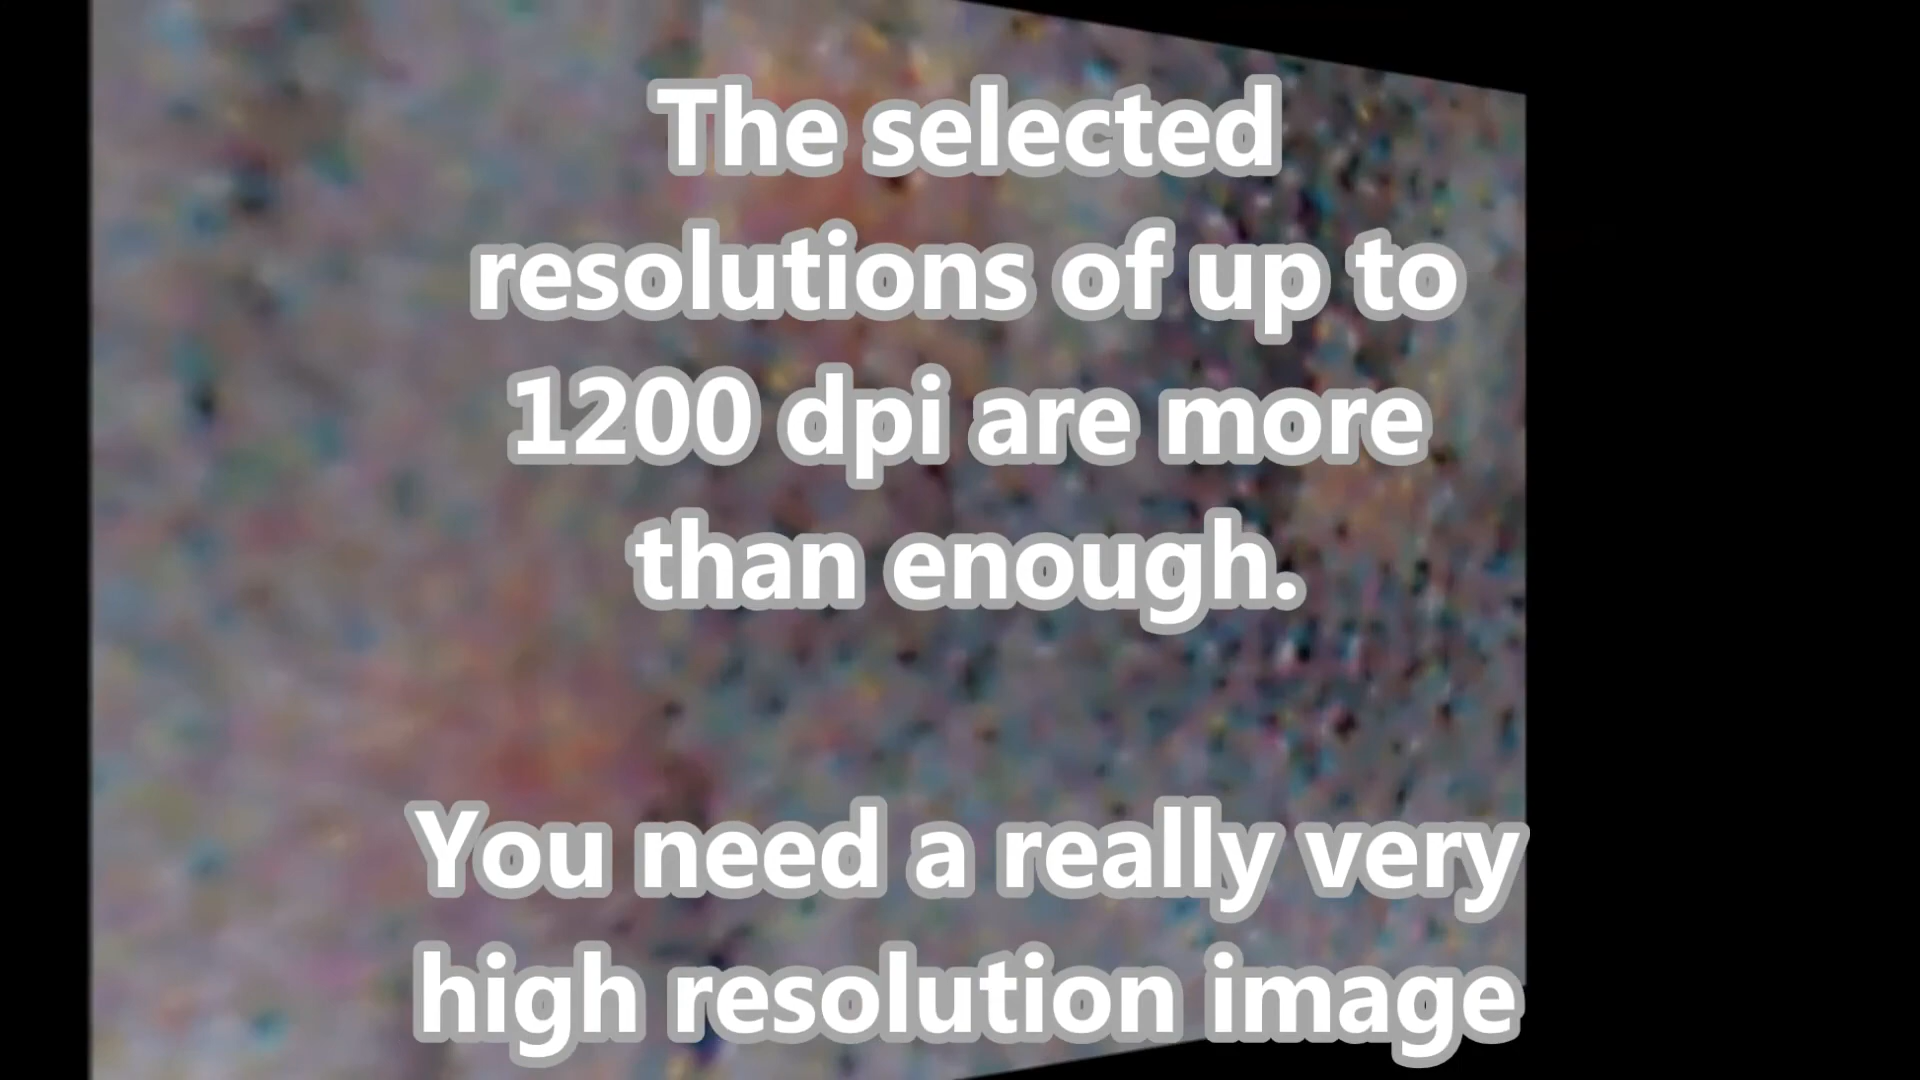 The selected
resolutions of up to
1200 dpi are more
than enough.
You need a really very
high resolution image